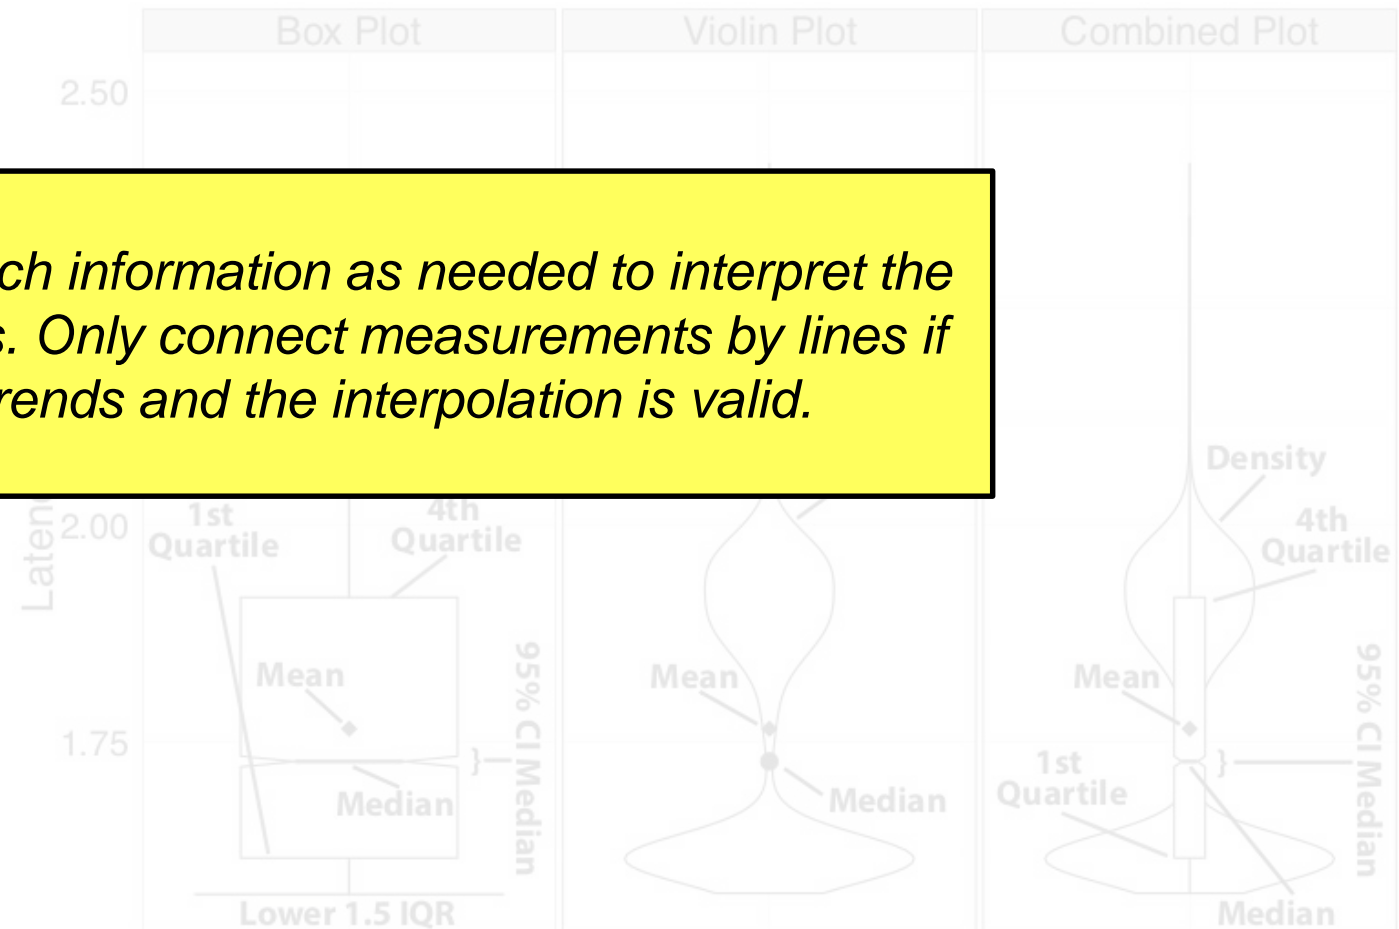 Box Plot
Violin Plot
Combined Plot
2.50
information as needed to interpret the
Only connect measurements by lines if
and the interpolation is valid.
Density
2.00
1st
Quartile
4th
Quartile
4th
Quartile
Mean
95% CI Median
Mean
Mean
95% CI Median
1.75
}
}
1st
Quartile
Median
Median
Lower 1.5 IQR
Median